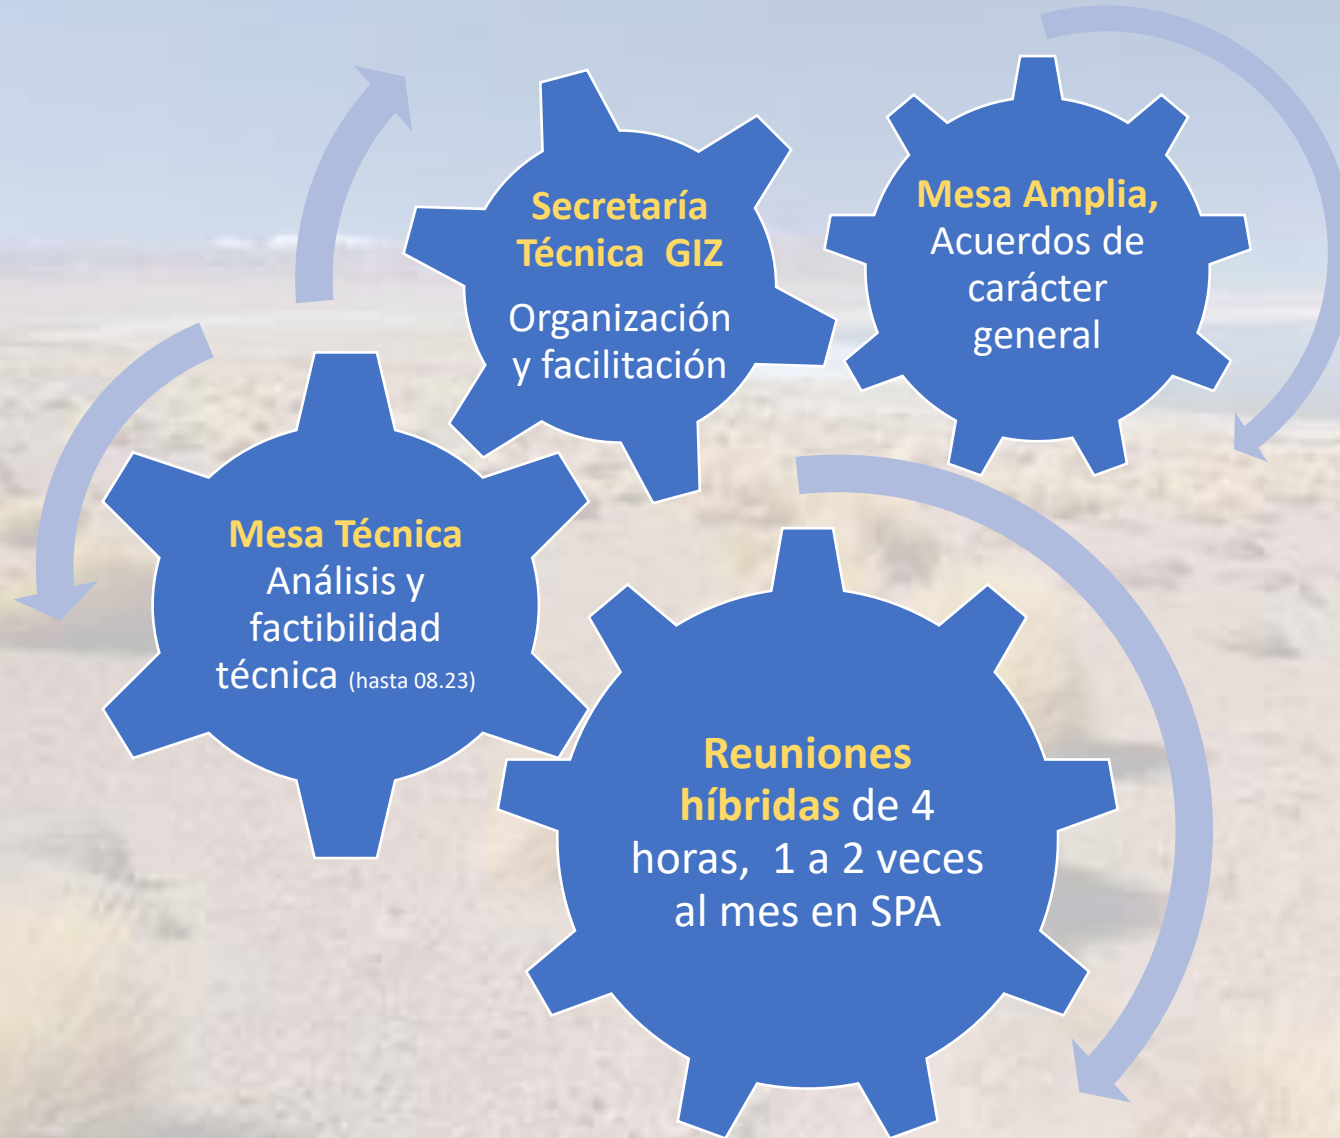 Secretaría
Técnica GIZ
Organización
y facilitación
Mesa Amplia,
Acuerdos de
carácter
general
Mesa Técnica
Análisis y
factibilidad
técnica (hasta 08.23)
Reuniones
híbridas de 4
horas, 1 a 2 veces
al mes en SPA